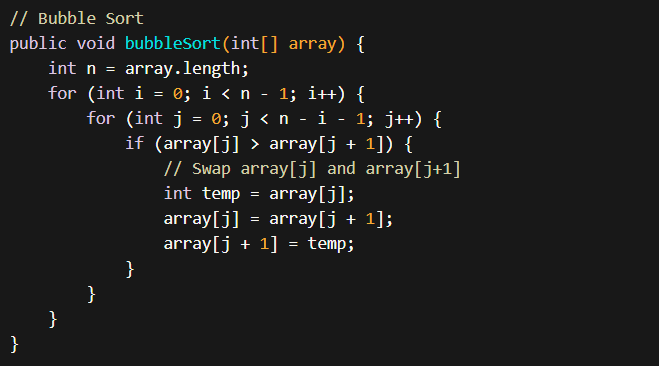 // Bubble Sort
public void bubbleSort(int[] array) {
    int n = array.length;
    for (int i = 0; i < n - 1; i++) {
        for (int j = 0; j < n - i - 1; j++) {
            if (array[j] > array[j + 1]) {
                // Swap array[j] and array[j+1]
                int temp = array[j];
                array[j] = array[j + 1];
                array[j + 1] = temp;
            }
        }
    }
}